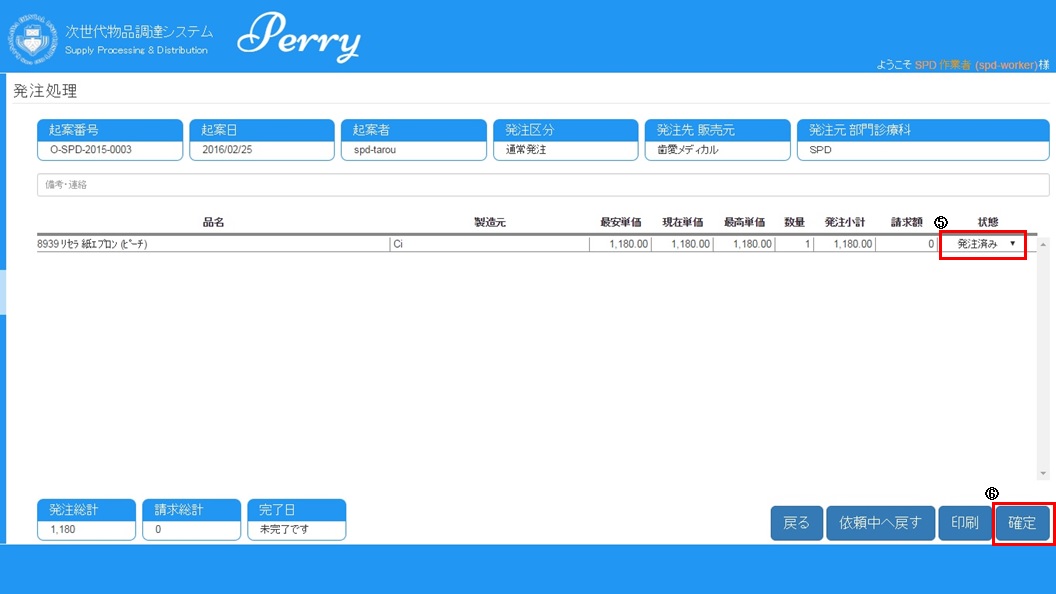 次世代物品調達システム
Supply Processing & Distribution
Perry
ようこそ SPD 作業者 (spd-worker)様
発注処理
起案番号 起案日 起案者 発注区分 発注先 販売元 発注元 部門診療科
O-SPD-2015-0003 2016/02/25 spd-tarou 通常発注 歯愛メディカル SPD
備考・連絡
品名 製造元 最安単価 現在単価 最高単価 数量 発注小計 請求額 ⑤ 状態
8939 リセラ 紙エプロン (ピーチ) Ci 1,180.00 1,180.00 1,180.00 1 1,180.00 0 発注済み ▼
⑥
発注総計 請求総計 完了日
1,180 0 未完了です
戻る 依頼中へ戻す 印刷 確定